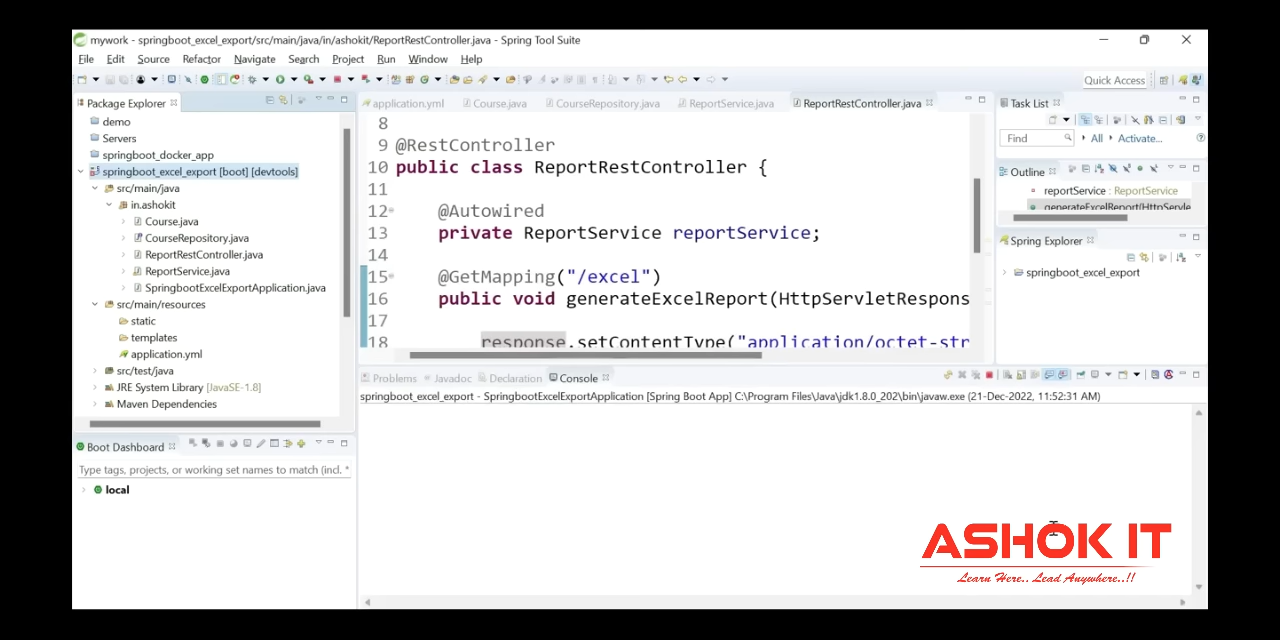 mywork - springboot_excel_export/src/main/java/in/ashokit/ReportRestController.java - Spring Tool Suite
File Edit Source Refactor Navigate Search Project Run Window Help
Quick Access
Package Explorer
demo
Servers
springboot_docker_app
springboot_excel_export [boot] [devtools]
src/main/java
in.ashokit
Course.java
CourseRepository.java
ReportRestController.java
ReportService.java
SpringbootExcelExportApplication.java
src/main/resources
static
templates
application.yml
src/test/java
JRE System Library [JavaSE-1.8]
Maven Dependencies
Boot Dashboard
Type tags, projects, or working set names to match (incl. *
local
application.yml Course.java CourseRepository.java ReportService.java ReportRestController.java
8
9 @RestController
10 public class ReportRestController {
11
12 @Autowired
13 private ReportService reportService;
14
15 @GetMapping("/excel")
16 public void generateExcelReport(HttpServletRespons
17
18 response.setContentType("application/octet-str
Problems Javadoc Declaration Console
springboot_excel_export - SpringbootExcelExportApplication [Spring Boot App] C:\Program Files\Java\jdk1.8.0_202\bin\javaw.exe (21-Dec-2022, 11:52:31 AM)
Task List
Find All Activate...
Outline
reportService : ReportService
generateExcelReport(HttpServle
Spring Explorer
springboot_excel_export
ASHOK IT
Learn Here.. Lead Anywhere..!!